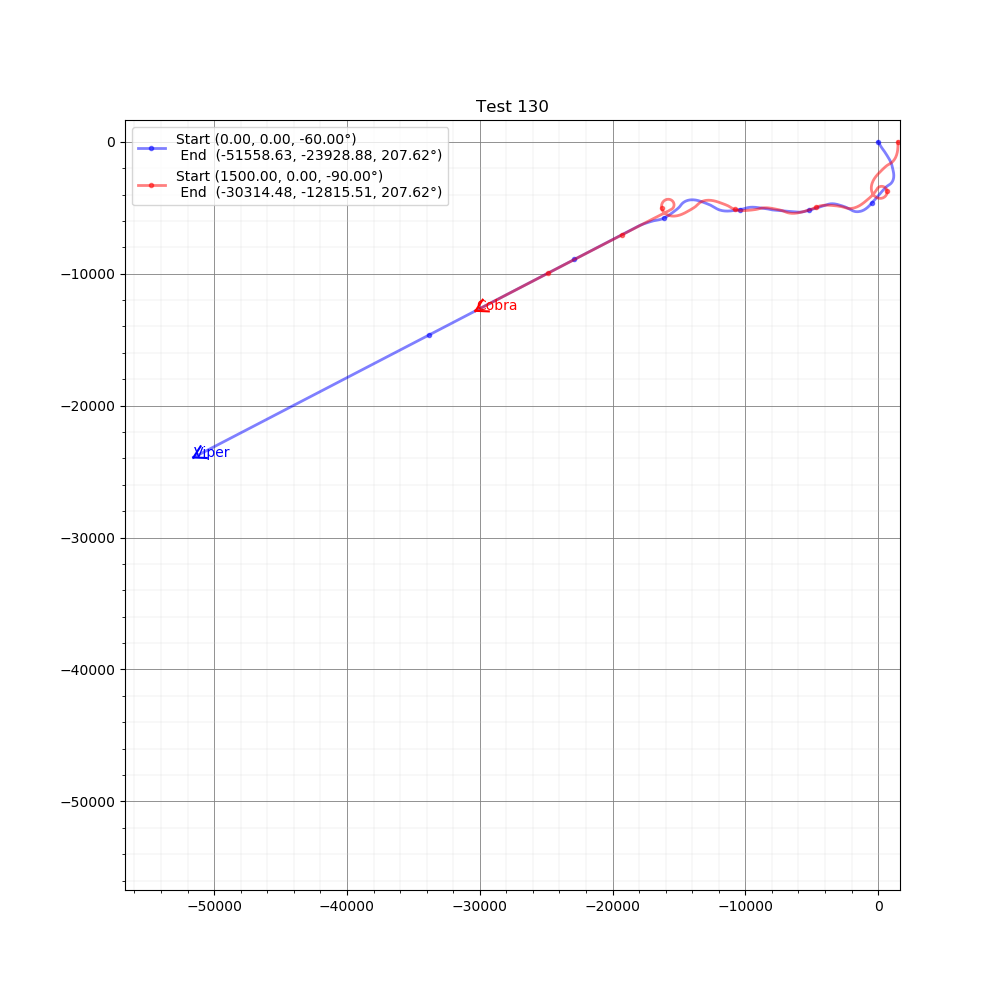 Test 130
Start (0.00, 0.00, -60.00°)
End (-51558.63, -23928.88, 207.62°)
Start (1500.00, 0.00, -90.00°)
End (-30314.48, -12815.51, 207.62°)
0
−10000
−20000
−30000
−40000
−50000
Cobra
Viper
−50000
−40000
−30000
−20000
−10000
0